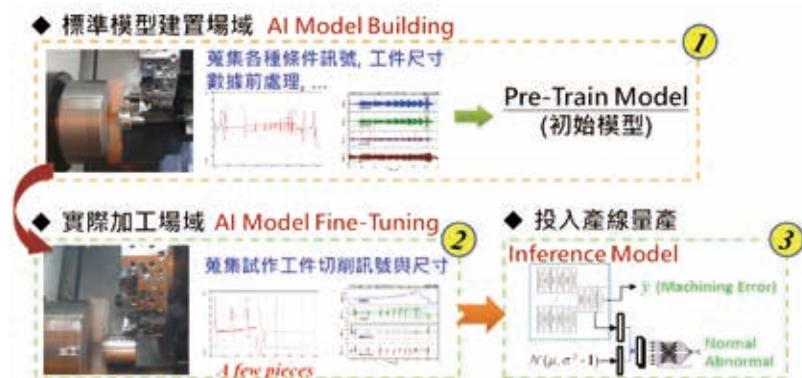 ◆ 標準模型建置場域 AI Model Building
1
蒐集各種條件訊號, 工件尺寸
數據前處理, ...
Pre-Train Model
(初始模型)
◆ 實際加工場域 AI Model Fine-Tuning
2
蒐集試作工件切削訊號與尺寸
A few pieces
◆ 投入產線量產
3
Inference Model
(Machining Error)
Normal
Abnormal